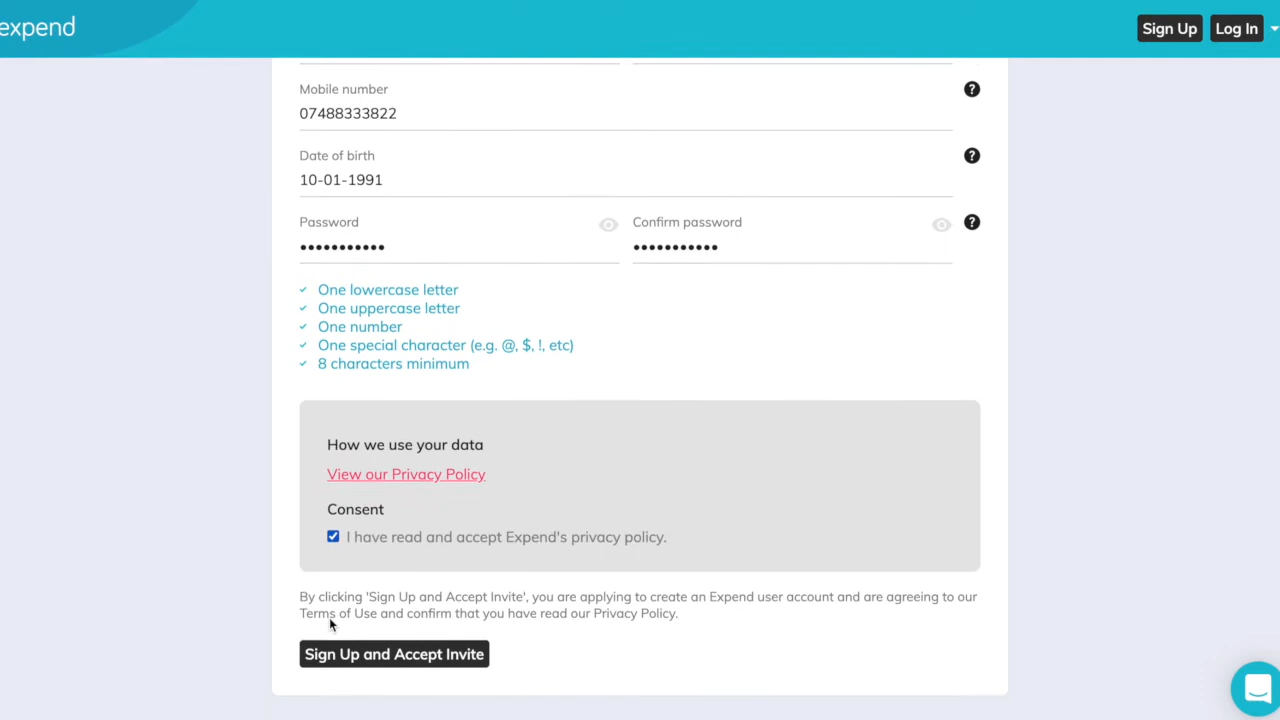 expend
Sign Up
Log In
Mobile number
07488333822
Date of birth
10-01-1991
Password
Confirm password
•••••••••••
•••••••••••
One lowercase letter
One uppercase letter
One number
One special character (e.g. @, $, !, etc)
8 characters minimum
How we use your data
View our Privacy Policy
Consent
I have read and accept Expend's privacy policy.
By clicking 'Sign Up and Accept Invite', you are applying to create an Expend user account and are agreeing to our
Terms of Use and confirm that you have read our Privacy Policy.
Sign Up and Accept Invite